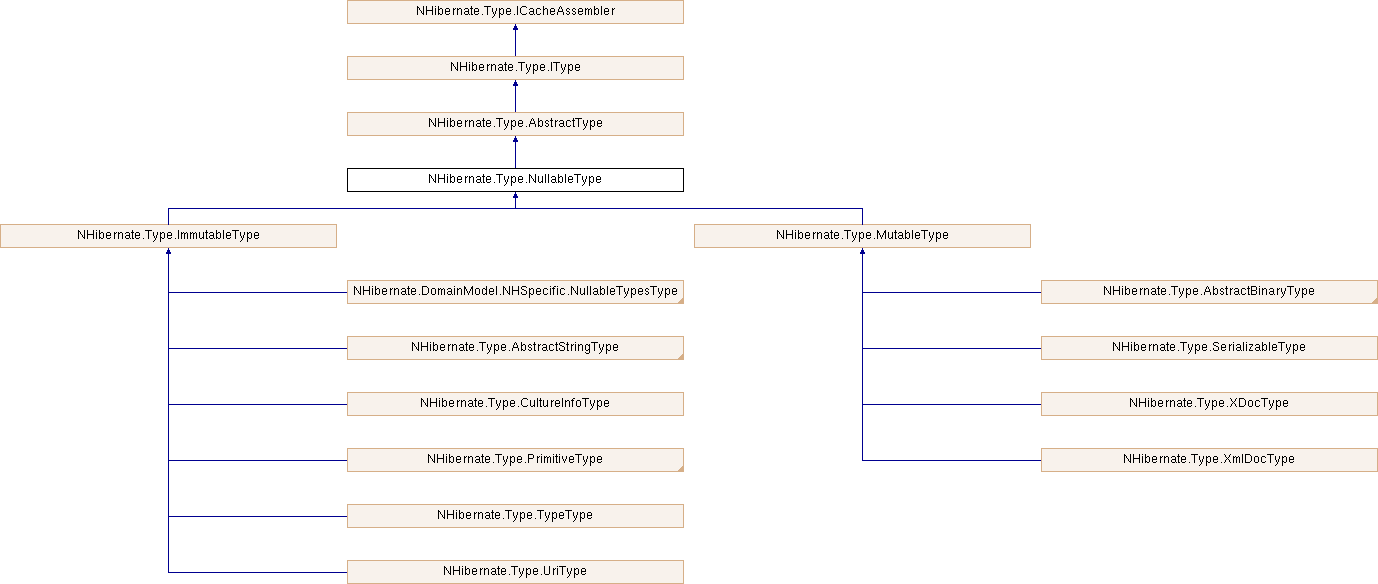 NHibernate.Type.ICacheAssembler
NHibernate.Type.IType
NHibernate.Type.AbstractType
NHibernate.Type.NullableType
NHibernate.Type.ImmutableType
NHibernate.Type.MutableType
NHibernate.DomainModel.NHSpecific.NullableTypesType
NHibernate.Type.AbstractBinaryType
NHibernate.Type.AbstractStringType
NHibernate.Type.SerializableType
NHibernate.Type.CultureInfoType
NHibernate.Type.XDocType
NHibernate.Type.PrimitiveType
NHibernate.Type.XmlDocType
NHibernate.Type.TypeType
NHibernate.Type.UriType